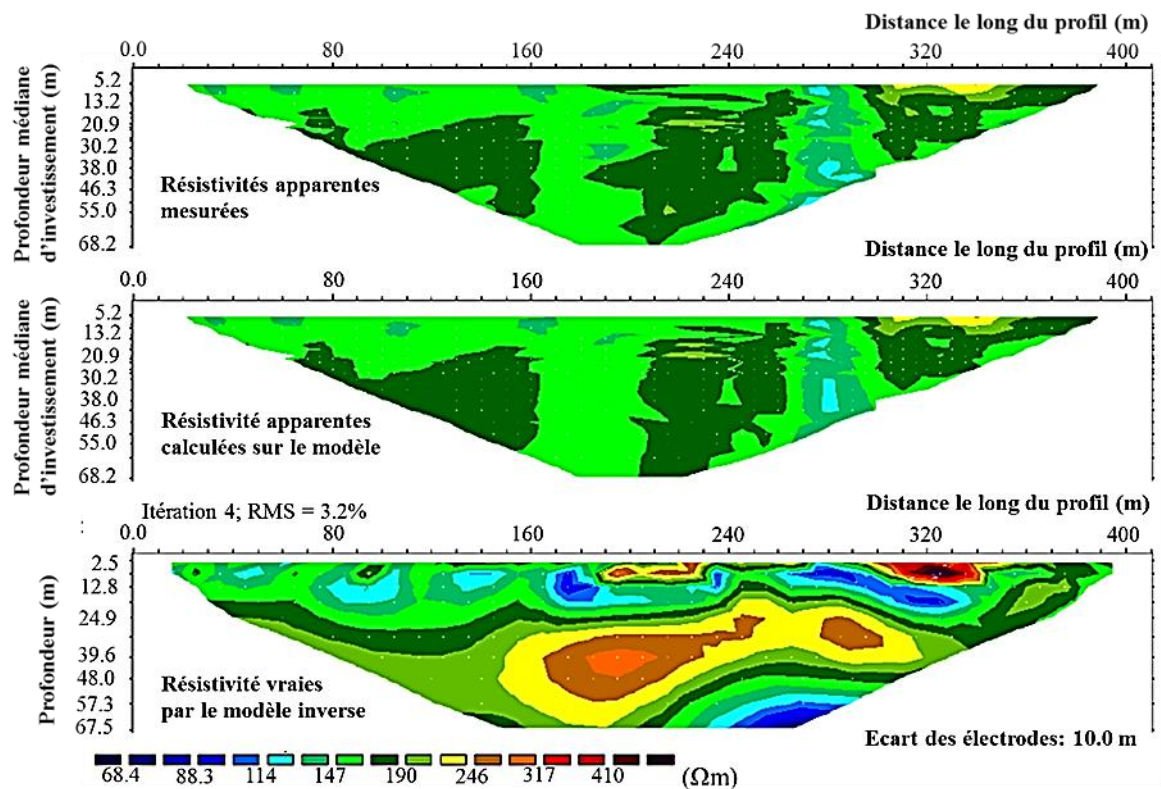 Distance le long du profil (m)
0.0 80 160 240 320 400
Profondeur médiane
d'investissement (m)
5.2
13.2
20.9
30.2
38.0
46.3
55.0
68.2
Résistivités apparentes
mesurées
Distance le long du profil (m)
0.0 80 160 240 320 400
Profondeur médiane
d'investissement (m)
5.2
13.2
20.9
30.2
38.0
46.3
55.0
68.2
Résistivité apparentes
calculées sur le modèle
Itération 4; RMS = 3.2%
Distance le long du profil (m)
0.0 80 160 240 320 400
Profondeur (m)
2.5
12.8
24.9
39.6
48.0
57.3
67.5
Résistivité vraies
par le modèle inverse
Ecart des électrodes: 10.0 m
68.4 88.3 114 147 190 246 317 410 (Ωm)